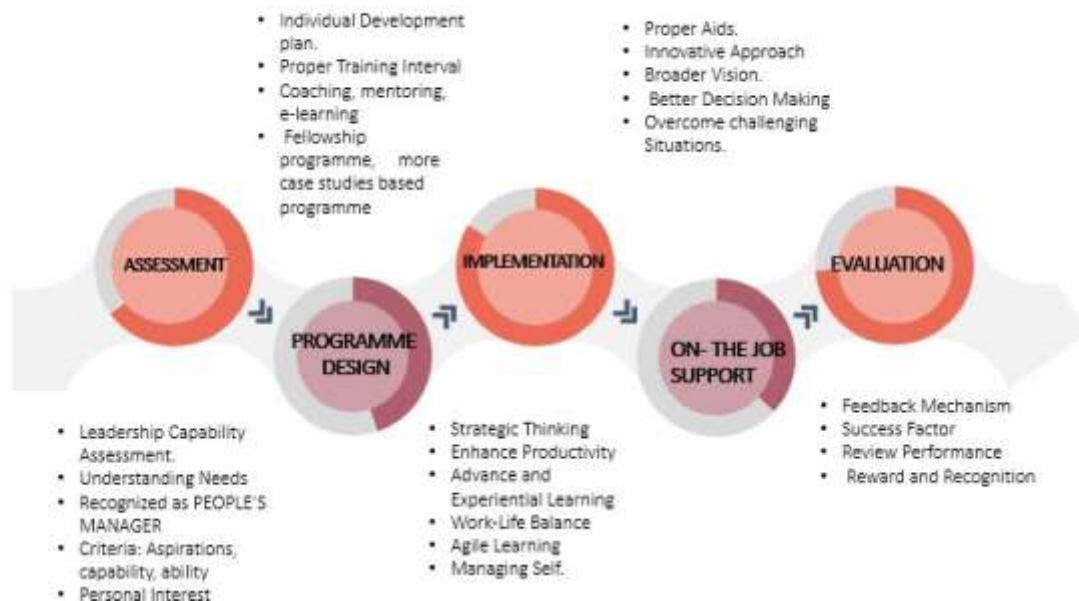 • Individual Development
plan.
• Proper Training Interval
• Coaching, mentoring,
e-learning
• Fellowship
programme, more
case studies based
programme
• Proper Aids.
• Innovative Approach
• Broader Vision.
• Better Decision Making
• Overcome challenging
Situations.
ASSESSMENT
PROGRAMME
DESIGN
IMPLEMENTATION
ON- THE JOB
SUPPORT
EVALUATION
• Leadership Capability
Assessment.
• Understanding Needs
• Recognized as PEOPLE'S
MANAGER
• Criteria: Aspirations,
capability, ability
• Personal Interest
• Strategic Thinking
• Enhance Productivity
• Advance and
Experiential Learning
• Work-Life Balance
• Agile Learning
• Managing Self.
• Feedback Mechanism
• Success Factor
• Review Performance
• Reward and Recognition